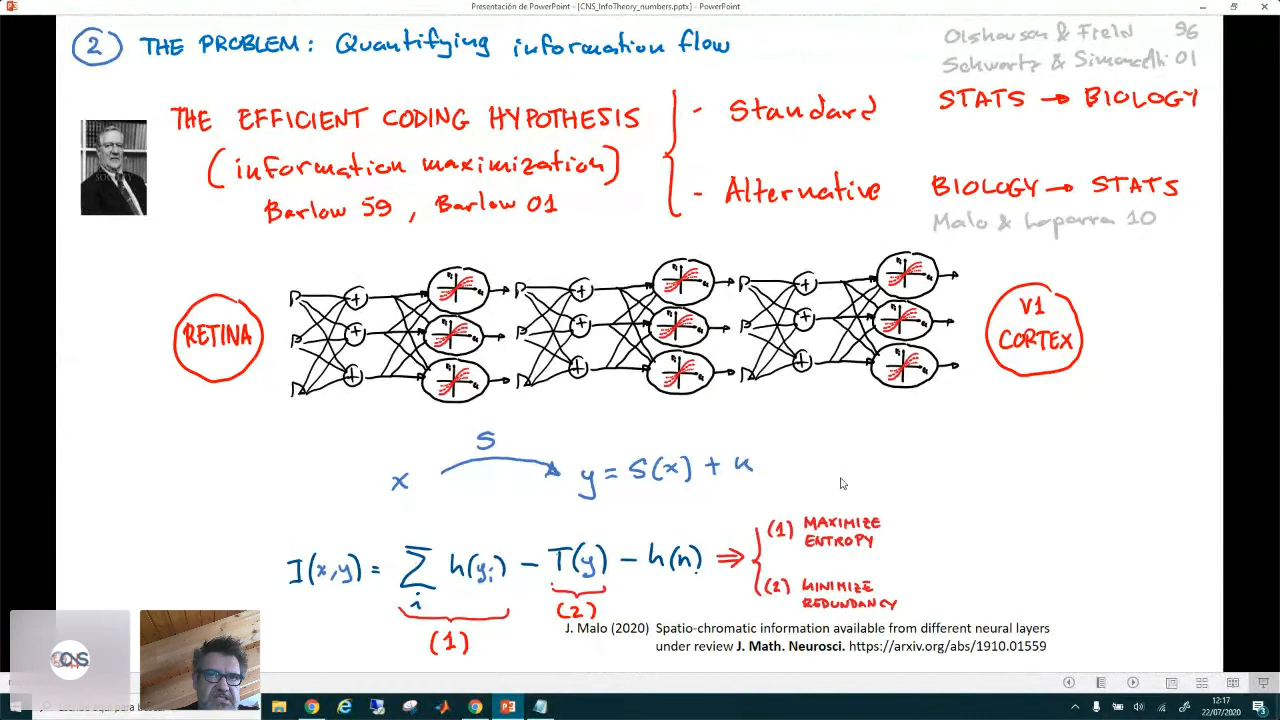 Presentación de PowerPoint - [CNS_InfoTheory_numbers.pptx] - PowerPoint
2 THE PROBLEM: Quantifying information flow
Olshausen & Field 96
Schwartz & Simoncelli 01
THE EFFICIENT CODING HYPOTHESIS
(information maximization)
Barlow 59, Barlow 01
- Standard
STATS → BIOLOGY
- Alternative
BIOLOGY → STATS
Malo & Laparra 10
RETINA
V1
CORTEX
S
x
y = S(x) + n
I(x,y) = Σ h(yi) - T(y) - h(n) ⇒
i
(1)
(2)
(1) MAXIMIZE
ENTROPY
(2) MINIMIZE
REDUNDANCY
J. Malo (2020) Spatio-chromatic information available from different neural layers
under review J. Math. Neurosci. https://arxiv.org/abs/1910.01559
CNS
12:17
22/07/2020